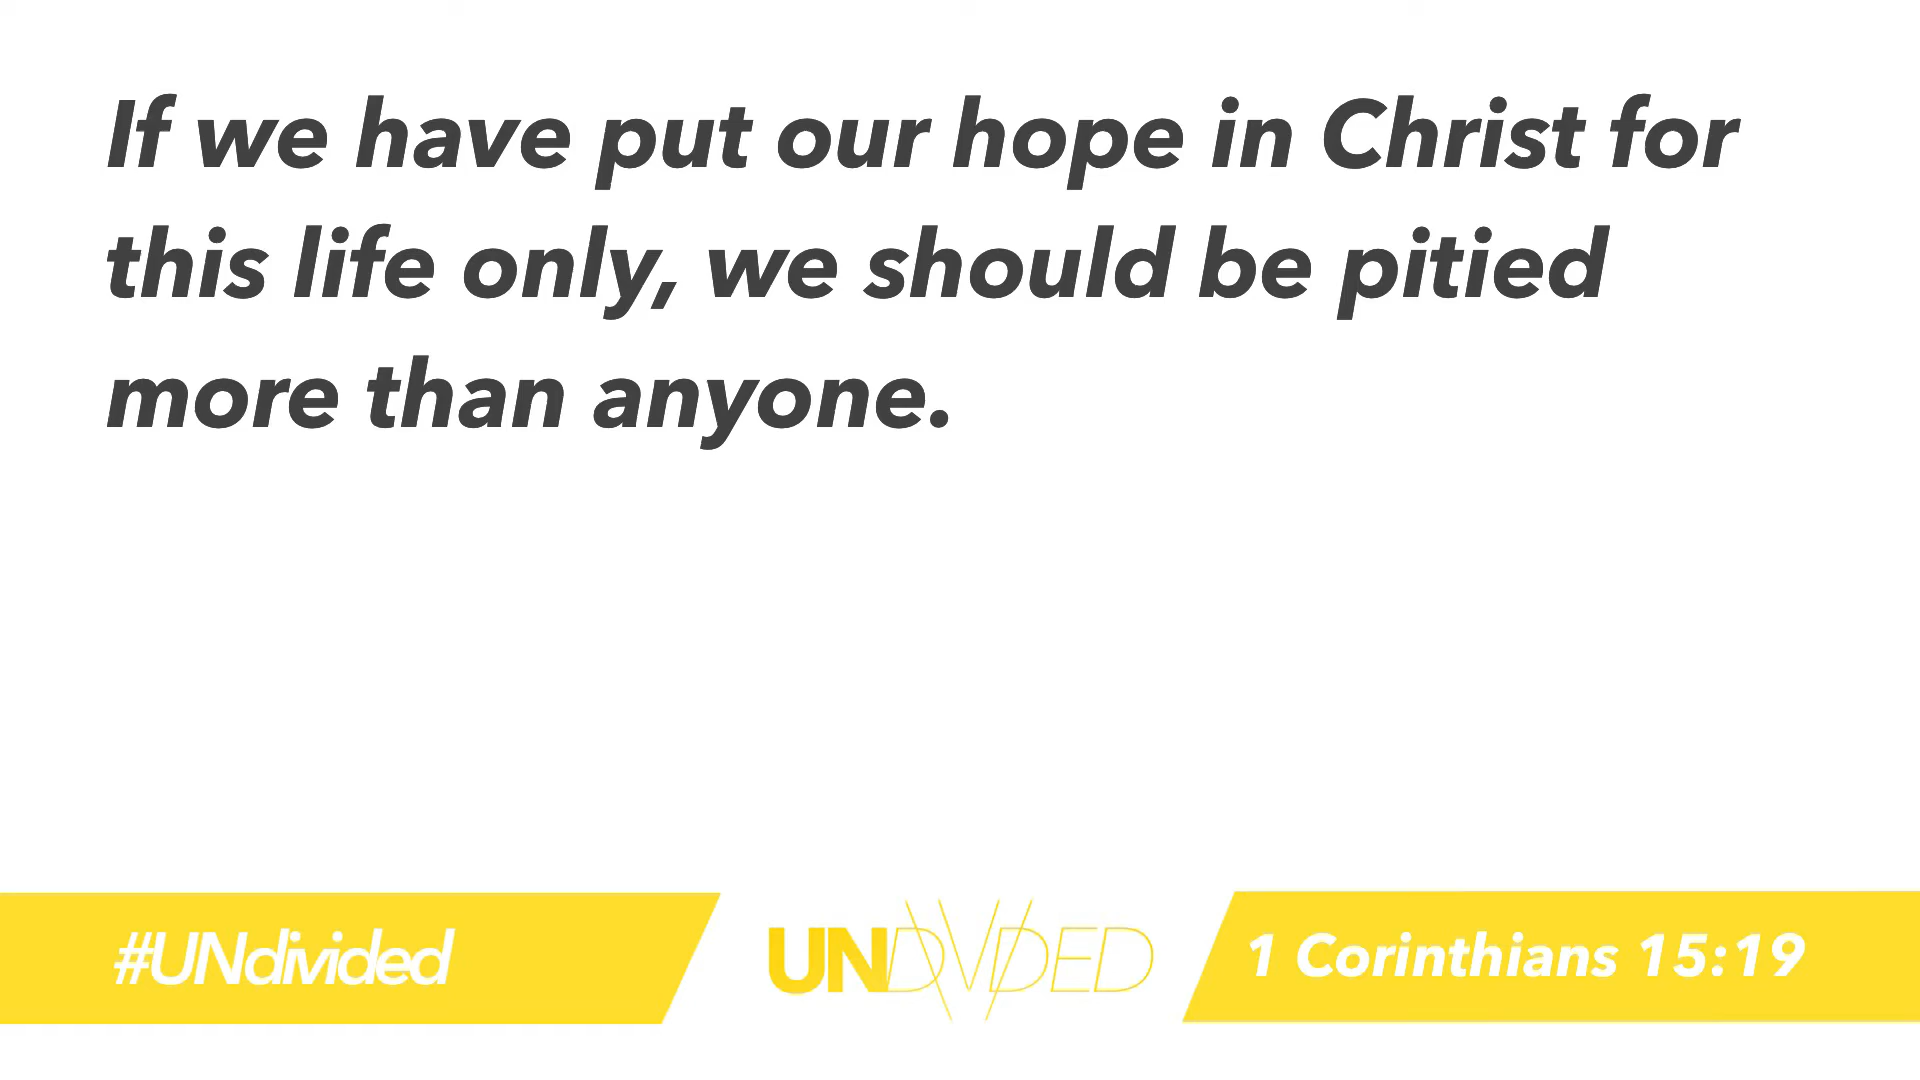 If we have put our hope in Christ for
this life only, we should be pitied
more than anyone.
#UNdivided
UNDIVIDED
1 Corinthians 15:19